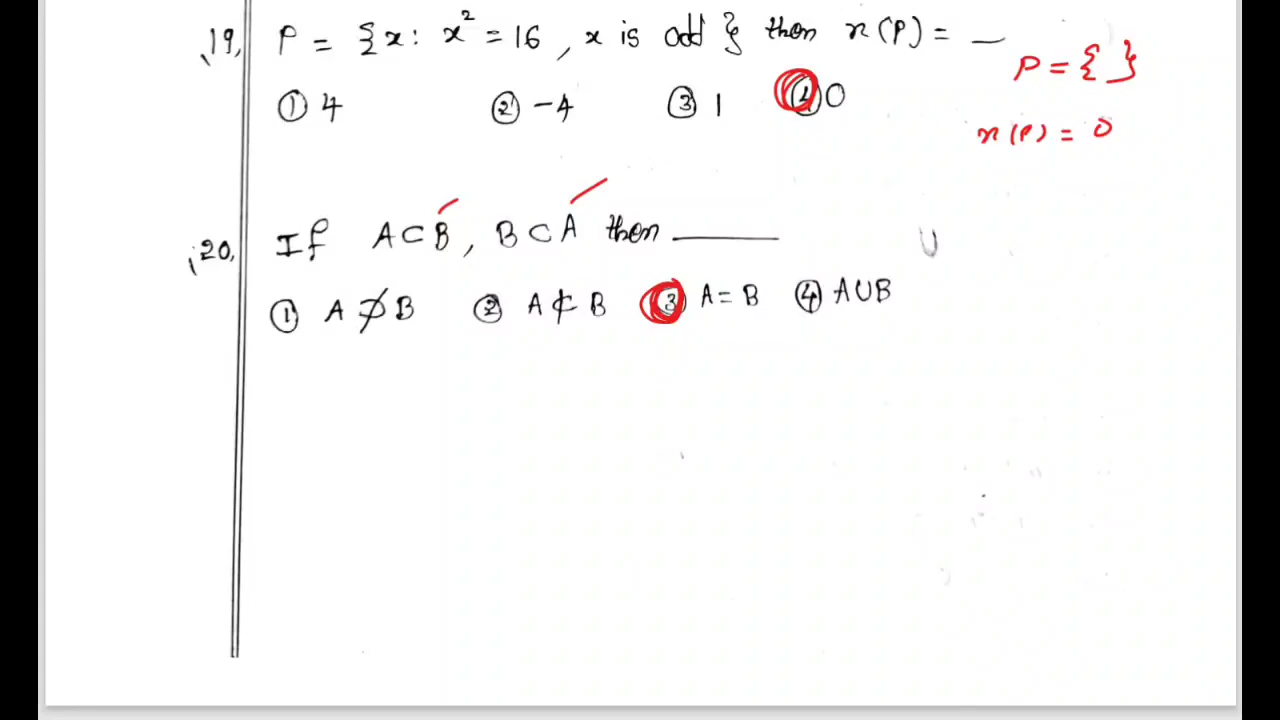 19, P = {x : x² = 16, x is odd} then n(P) = __
P = { }
① 4 ② -4 ③ 1 ④ 0
n(P) = 0
20, If A⊂B, B⊂A then ______
① A ⊅ B ② A ⊄ B ③ A = B ④ A∪B